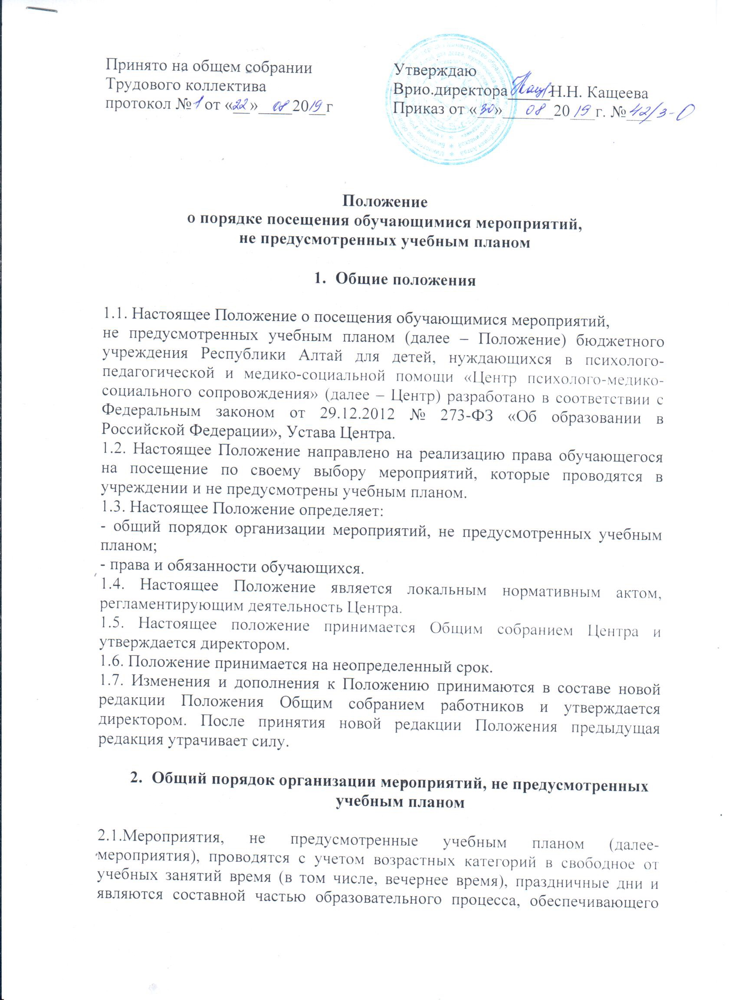 Принято на общем собрании
Трудового коллектива
протокол №1 от «22» 08 2019 г
Утверждаю
Врио.директора Н.Н. Кащеева
Приказ от «30» 08 2019 г. № 42/3-О
Положение
о порядке посещения обучающимися мероприятий,
не предусмотренных учебным планом
1. Общие положения
1.1. Настоящее Положение о посещения обучающимися мероприятий,
не предусмотренных учебным планом (далее – Положение) бюджетного
учреждения Республики Алтай для детей, нуждающихся в психолого-
педагогической и медико-социальной помощи «Центр психолого-медико-
социального сопровождения» (далее – Центр) разработано в соответствии с
Федеральным законом от 29.12.2012 № 273-ФЗ «Об образовании в
Российской Федерации», Устава Центра.
1.2. Настоящее Положение направлено на реализацию права обучающегося
на посещение по своему выбору мероприятий, которые проводятся в
учреждении и не предусмотрены учебным планом.
1.3. Настоящее Положение определяет:
- общий порядок организации мероприятий, не предусмотренных учебным
планом;
- права и обязанности обучающихся.
1.4. Настоящее Положение является локальным нормативным актом,
регламентирующим деятельность Центра.
1.5. Настоящее положение принимается Общим собранием Центра и
утверждается директором.
1.6. Положение принимается на неопределенный срок.
1.7. Изменения и дополнения к Положению принимаются в составе новой
редакции Положения Общим собранием работников и утверждается
директором. После принятия новой редакции Положения предыдущая
редакция утрачивает силу.
2. Общий порядок организации мероприятий, не предусмотренных
учебным планом
2.1.Мероприятия, не предусмотренные учебным планом (далее-
мероприятия), проводятся с учетом возрастных категорий в свободное от
учебных занятий время (в том числе, вечернее время), праздничные дни и
являются составной частью образовательного процесса, обеспечивающего